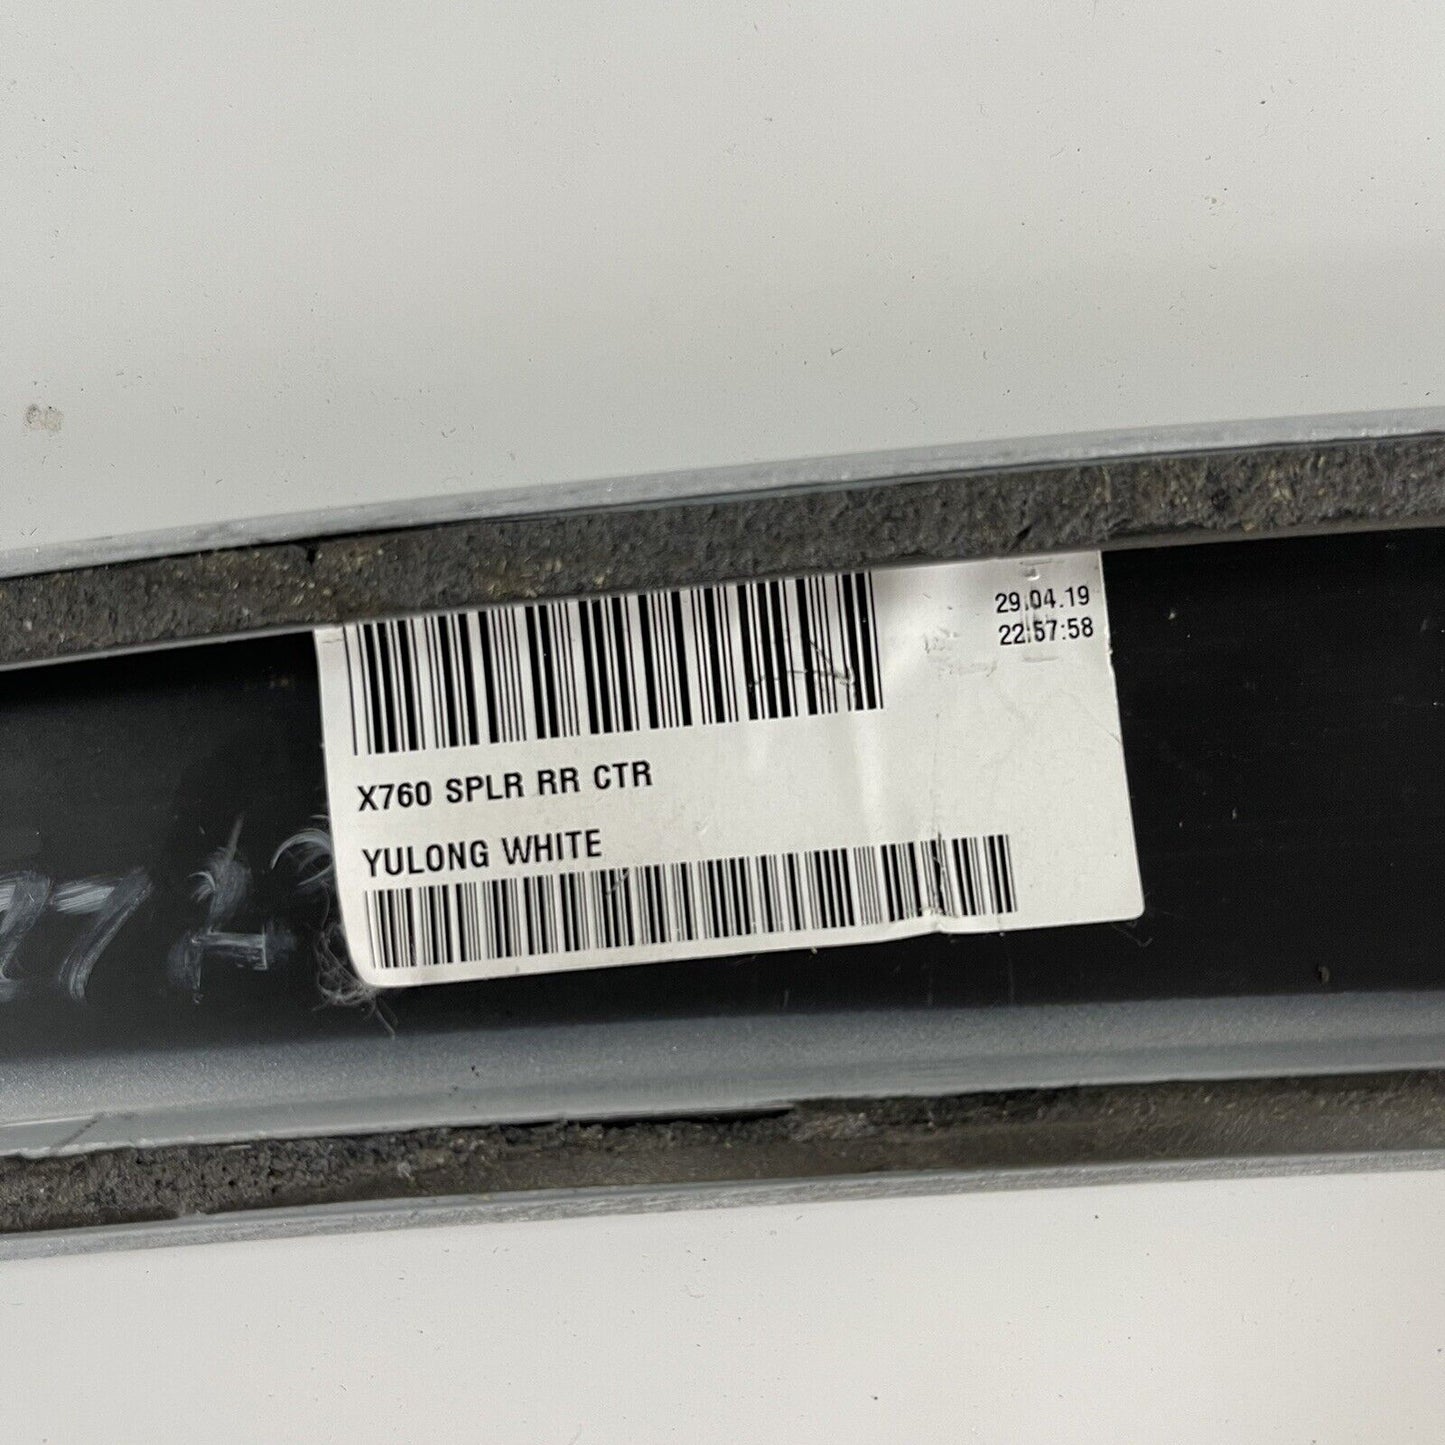 29.04.19
22:57:58
X760 SPLR RR CTR
YULONG WHITE